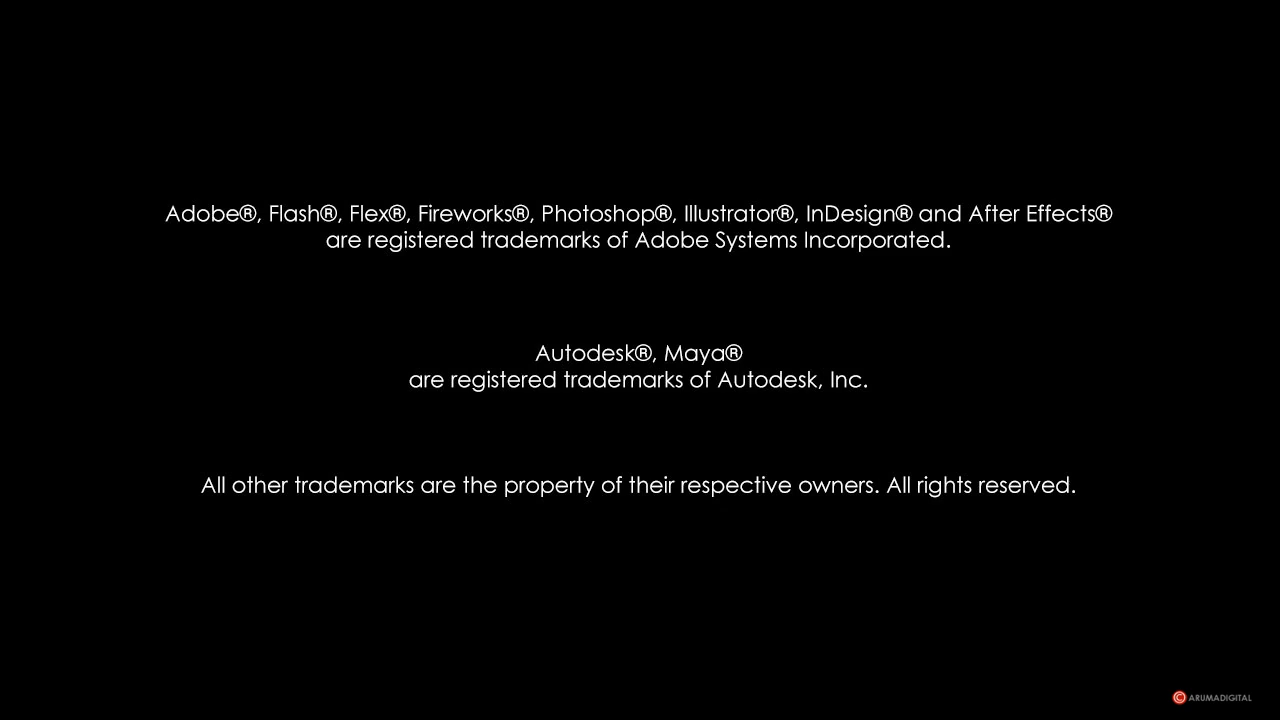 Adobe®, Flash®, Flex®, Fireworks®, Photoshop®, Illustrator®, InDesign® and After Effects®
are registered trademarks of Adobe Systems Incorporated.
Autodesk®, Maya®
are registered trademarks of Autodesk, Inc.
All other trademarks are the property of their respective owners. All rights reserved.
© ARUMADIGITAL